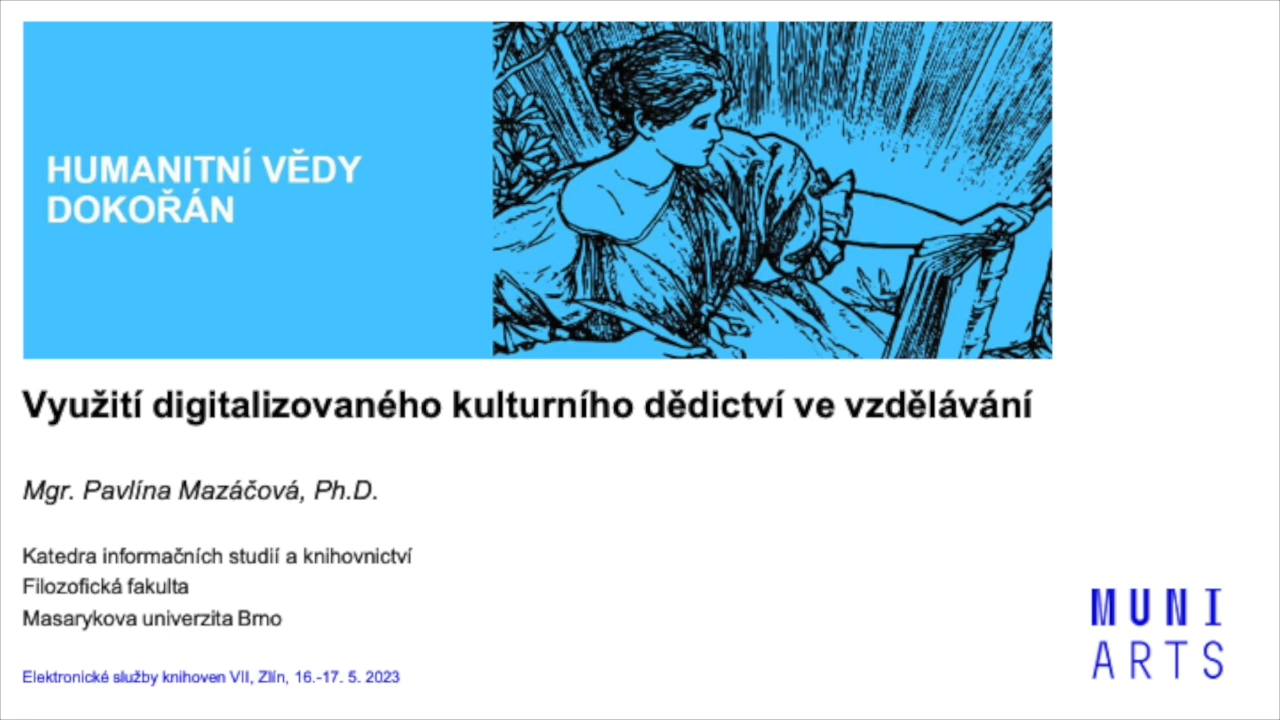 HUMANITNÍ VĚDY
DOKOŘÁN
Využití digitalizovaného kulturního dědictví ve vzdělávání
Mgr. Pavlína Mazáčová, Ph.D.
Katedra informačních studií a knihovnictví
Filozofická fakulta
Masarykova univerzita Brno
Elektronické služby knihoven VII, Zlín, 16.-17. 5. 2023
MUNI
ARTS